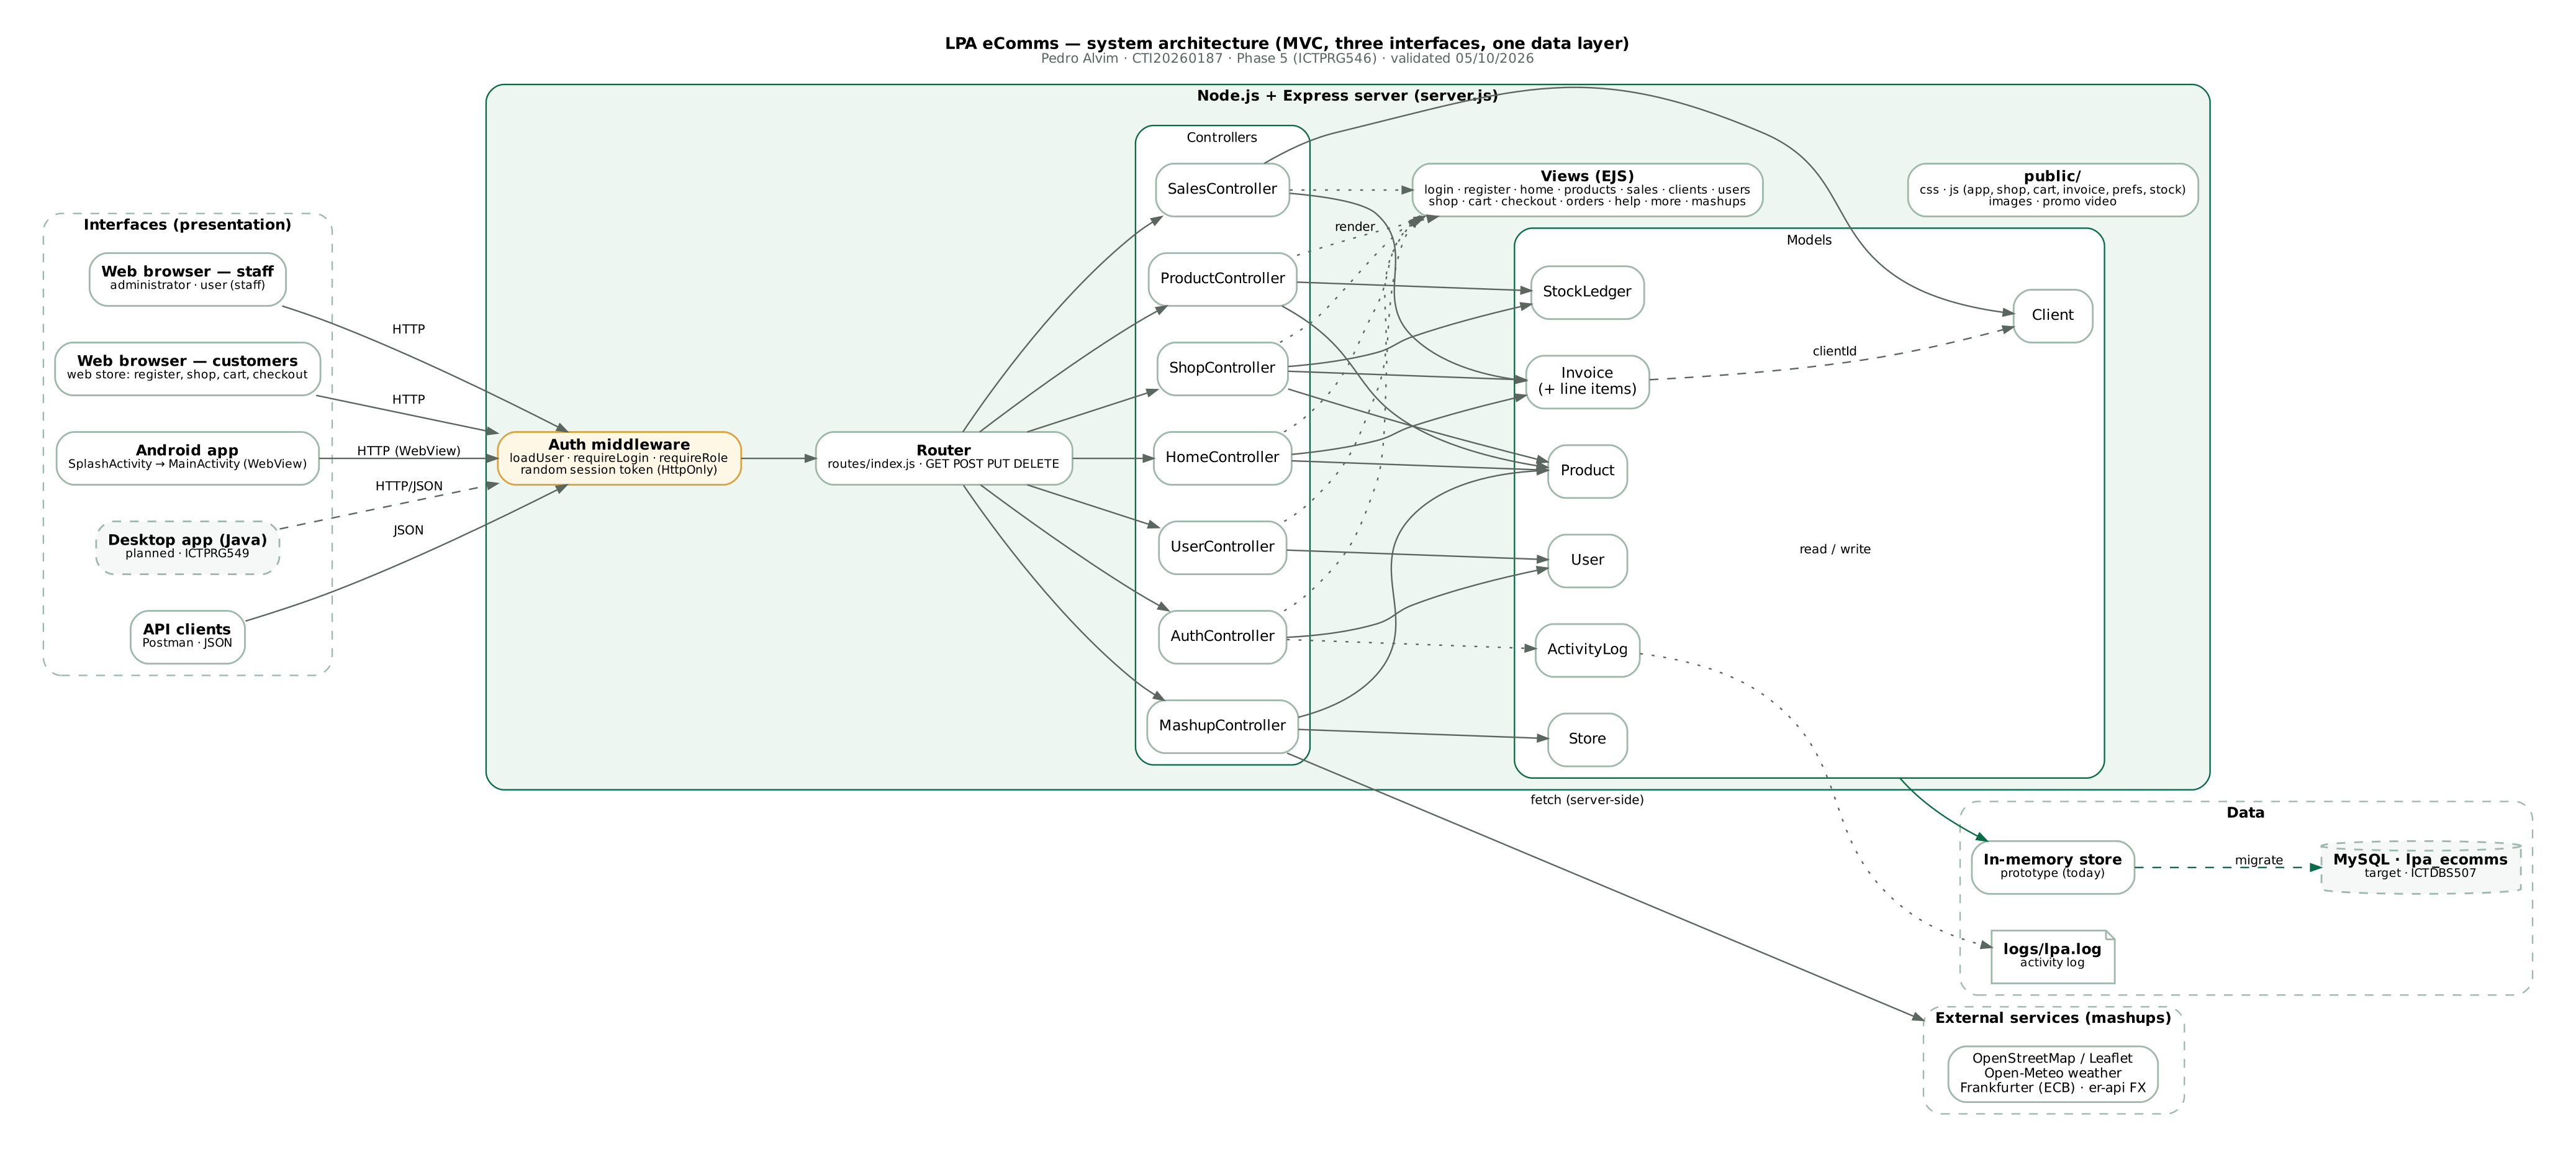 LPA eComms — system architecture (MVC, three interfaces, one data layer)
Pedro Alvim · CTI20260187 · Phase 5 (ICTPRG546) · validated 05/10/2026
Interfaces (presentation)
Web browser — staff
administrator · user (staff)
Web browser — customers
web store: register, shop, cart, checkout
Android app
SplashActivity → MainActivity (WebView)
Desktop app (Java)
planned · ICTPRG549
API clients
Postman · JSON
HTTP
HTTP
HTTP (WebView)
HTTP/JSON
JSON
Node.js + Express server (server.js)
Auth middleware
loadUser · requireLogin · requireRole
random session token (HttpOnly)
Router
routes/index.js · GET POST PUT DELETE
Controllers
SalesController
ProductController
ShopController
HomeController
UserController
AuthController
MashupController
render
Views (EJS)
login · register · home · products · sales · clients · users
shop · cart · checkout · orders · help · more · mashups
public/
css · js (app, shop, cart, invoice, prefs, stock)
images · promo video
Models
StockLedger
Invoice
(+ line items)
Product
User
ActivityLog
Store
clientId
Client
read / write
fetch (server-side)
Data
In-memory store
prototype (today)
migrate
MySQL · lpa_ecomms
target · ICTDBS507
logs/lpa.log
activity log
External services (mashups)
OpenStreetMap / Leaflet
Open-Meteo weather
Frankfurter (ECB) · er-api FX